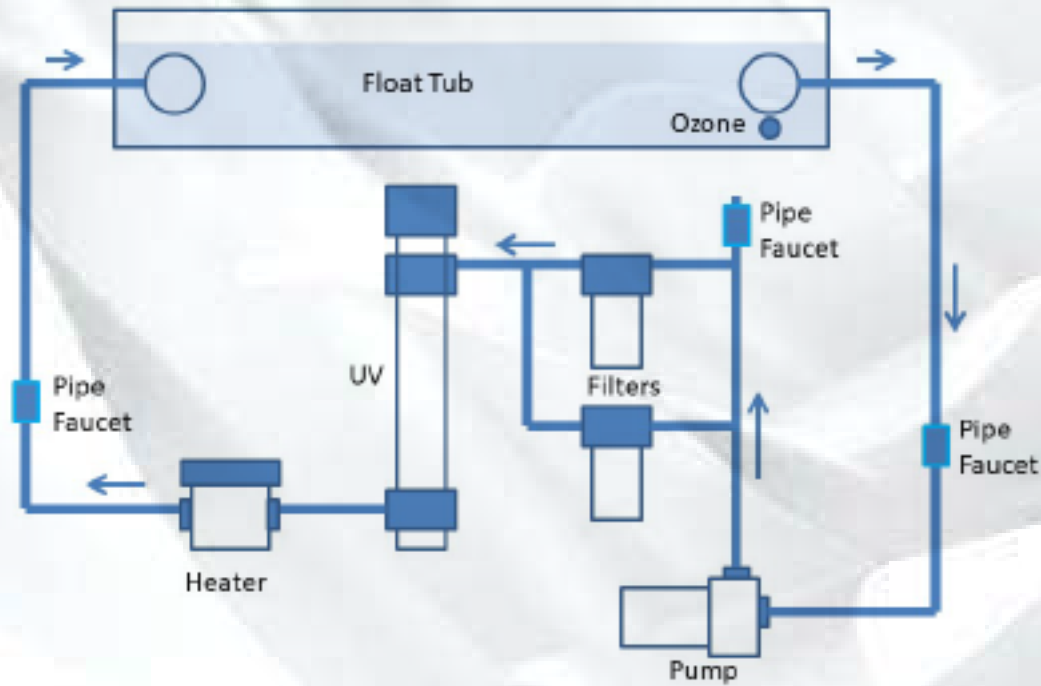 Float Tub
Ozone
Pipe
Faucet
UV
Filters
Pipe
Faucet
Pipe
Faucet
Heater
Pump